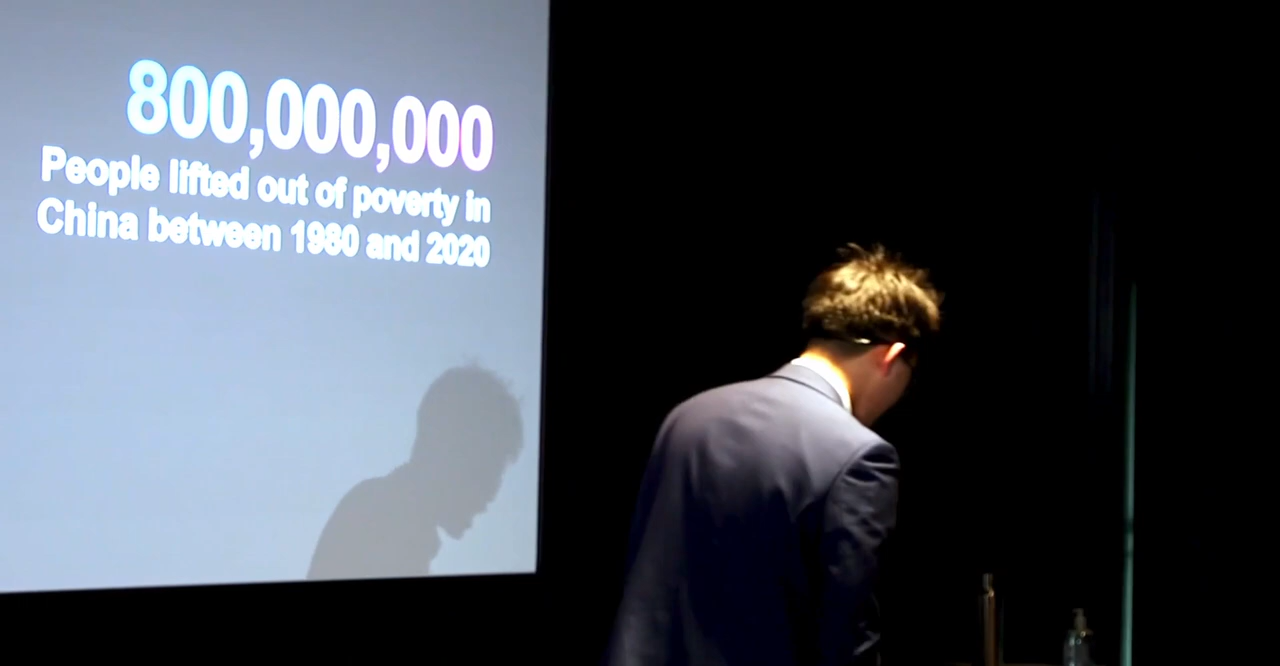 800,000,000
People lifted out of poverty in
China between 1980 and 2020